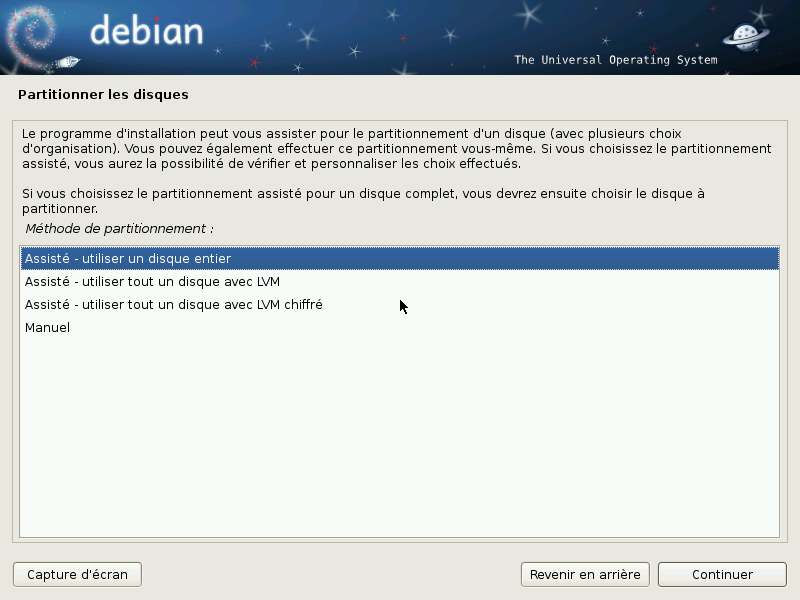 debian
The Universal Operating System
Partitionner les disques
Le programme d'installation peut vous assister pour le partitionnement d'un disque (avec plusieurs choix
d'organisation). Vous pouvez également effectuer ce partitionnement vous-même. Si vous choisissez le partitionnement
assisté, vous aurez la possibilité de vérifier et personnaliser les choix effectués.
Si vous choisissez le partitionnement assisté pour un disque complet, vous devrez ensuite choisir le disque à
partitionner.
Méthode de partitionnement :
Assisté - utiliser un disque entier
Assisté - utiliser tout un disque avec LVM
Assisté - utiliser tout un disque avec LVM chiffré
Manuel
Capture d'écran
Revenir en arrière
Continuer